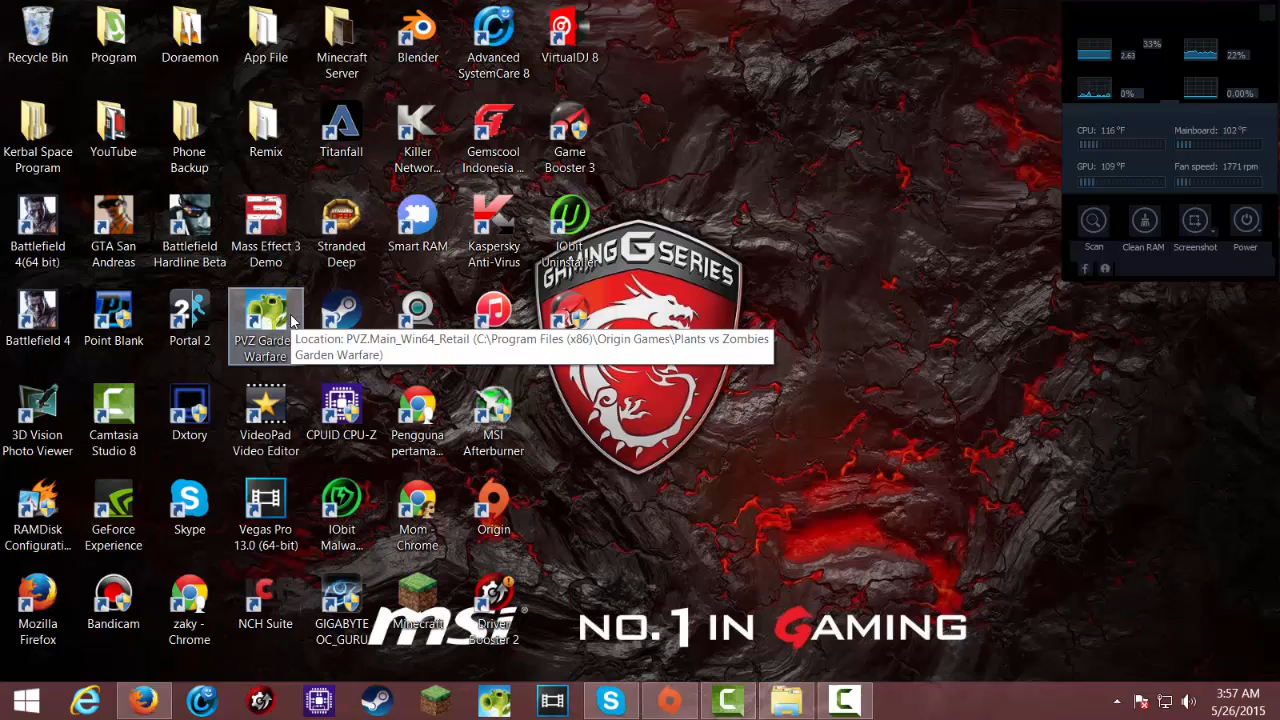 Recycle Bin
Program
Doraemon
App File
Minecraft
Server
Blender
Advanced
SystemCare 8
VirtualDJ 8
Kerbal Space
Program
YouTube
Phone
Backup
Remix
Titanfall
Killer
Networ...
Gemscool
Indonesia ...
Game
Booster 3
Battlefield
4(64 bit)
GTA San
Andreas
Battlefield
Hardline Beta
Mass Effect 3
Demo
Stranded
Deep
Smart RAM
Kaspersky
Anti-Virus
IObit
Uninstaller
Battlefield 4
Point Blank
Portal 2
PVZ Garde
Warfare
Location: PVZ.Main_Win64_Retail (C:\Program Files (x86)\Origin Games\Plants vs Zombies
Garden Warfare)
3D Vision
Photo Viewer
Camtasia
Studio 8
Dxtory
VideoPad
Video Editor
CPUID CPU-Z
Pengguna
pertama...
MSI
Afterburner
RAMDisk
Configurati...
GeForce
Experience
Skype
Vegas Pro
13.0 (64-bit)
IObit
Malwa...
Mom -
Chrome
Origin
Mozilla
Firefox
Bandicam
zaky -
Chrome
NCH Suite
GIGABYTE
OC_GURU
Minecraft
Driver
Booster 2
GAMING G SERIES
msi
NO.1 IN GAMING
33%
2.63
22%
0%
0.00%
CPU: 116 °F
Mainboard: 102 °F
GPU: 109 °F
Fan speed: 1771 rpm
Scan
Clean RAM
Screenshot
Power
3:57 AM
5/26/2015